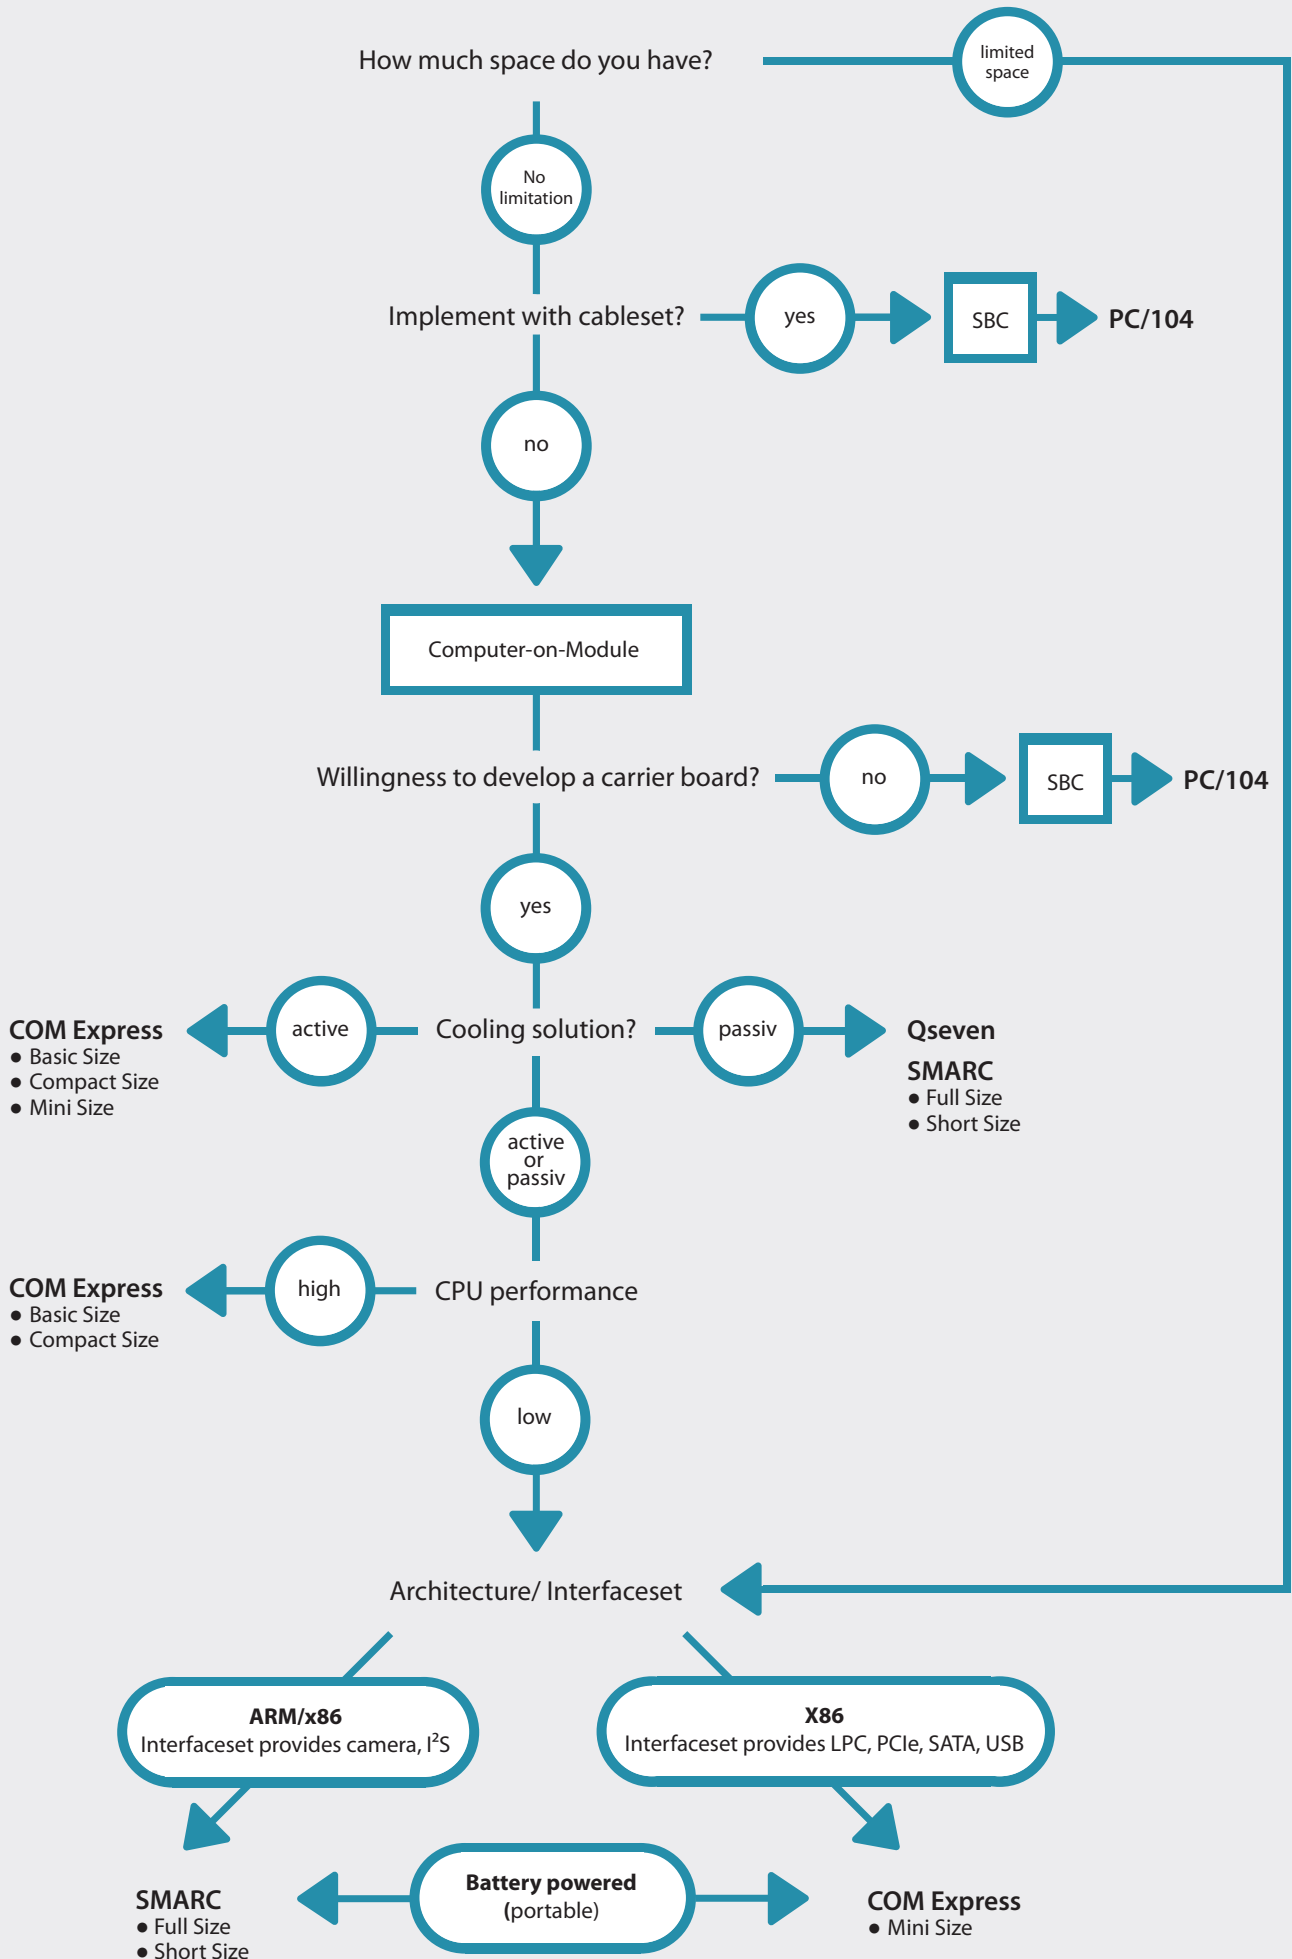 How much space do you have?
limited
space
No
limitation
Implement with cableset?
yes
SBC
PC/104
no
Computer-on-Module
Willingness to develop a carrier board?
no
SBC
PC/104
yes
COM Express
● Basic Size
● Compact Size
● Mini Size
active
Cooling solution?
passiv
Qseven
SMARC
● Full Size
● Short Size
active
or
passiv
COM Express
● Basic Size
● Compact Size
high
CPU performance
low
Architecture/ Interfaceset
ARM/x86
Interfaceset provides camera, I²S
X86
Interfaceset provides LPC, PCIe, SATA, USB
SMARC
● Full Size
● Short Size
Battery powered
(portable)
COM Express
● Mini Size